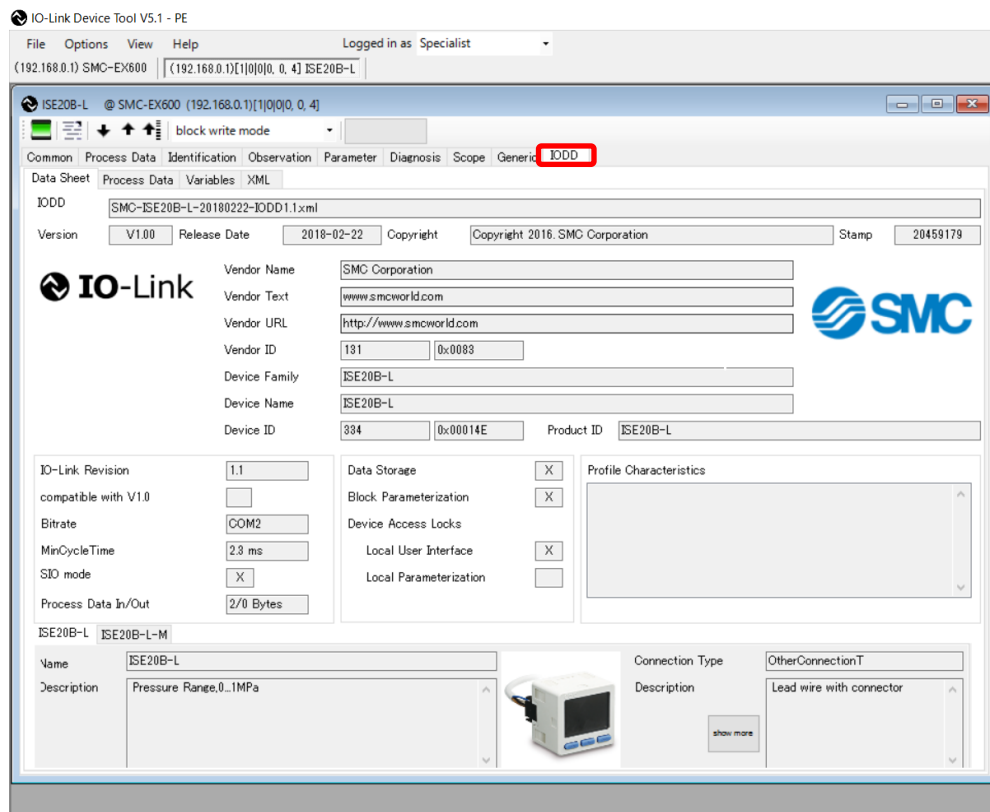 IO-Link Device Tool V5.1 - PE
File Options View Help Logged in as Specialist
(192.168.0.1) SMC-EX600 (192.168.0.1)[1|0|0|0, 0, 4] ISE20B-L
ISE20B-L @ SMC-EX600 (192.168.0.1)[1|0|0|0, 0, 4]
block write mode
Common Process Data Identification Observation Parameter Diagnosis Scope Generic IODD
Data Sheet Process Data Variables XML
IODD SMC-ISE20B-L-20180222-IODD1.1.xml
Version V1.00 Release Date 2018-02-22 Copyright Copyright 2016. SMC Corporation Stamp 20459179
IO-Link
SMC
Vendor Name SMC Corporation
Vendor Text www.smcworld.com
Vendor URL http://www.smcworld.com
Vendor ID 131 0x0083
Device Family ISE20B-L
Device Name ISE20B-L
Device ID 334 0x00014E Product ID ISE20B-L
IO-Link Revision 1.1 Data Storage X Profile Characteristics
compatible with V1.0 Block Parameterization X
Bitrate COM2 Device Access Locks
MinCycleTime 2.3 ms Local User Interface X
SIO mode X Local Parameterization
Process Data In/Out 2/0 Bytes
ISE20B-L ISE20B-L-M
Name ISE20B-L Connection Type OtherConnectionT
Description Pressure Range,0...1MPa Description Lead wire with connector
show more